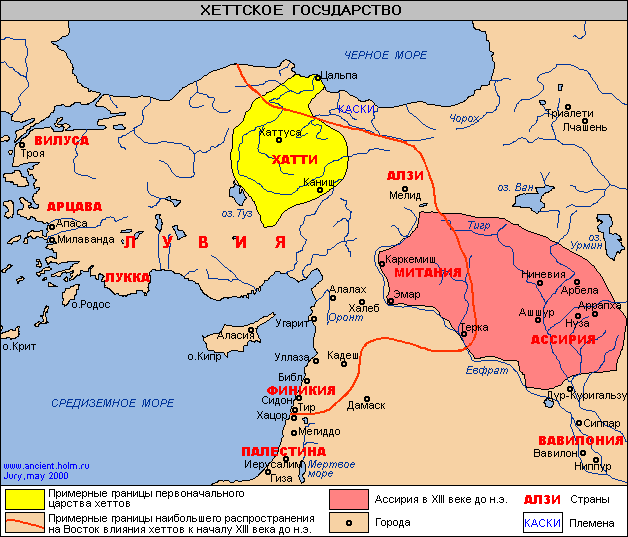 ХЕТТСКОЕ ГОСУДАРСТВО
ЧЕРНОЕ МОРЕ
Цальпа
КАСКИ
Чорох
Триалети
Лчашень
ВИЛУСА
Троя
Хаттуса
ХАТТИ
Каниш
АЛЗИ
Мелид
оз. Ван
оз. Урмия
АРЦАВА
Апаса
Милаванда
оз. Туз
ЛУВИЯ
Тигр
ЛУККА
Каркемиш
МИТАНИЯ
Ниневия
Арбела
о.Родос
Алалах
Халеб
Эмар
Оронт
Ашшур
Аррапха
Нуза
АССИРИЯ
о.Крит
Аласия
о.Кипр
Угарит
Терка
Уллаза
Кадеш
Евфрат
Библ
ФИНИКИЯ
Сидон
Тир
Хацор
Дамаск
Дур-Куригальзу
СРЕДИЗЕМНОЕ МОРЕ
Сиппар
Мегиддо
ВАВИЛОНИЯ
ПАЛЕСТИНА
Вавилон
Иерусалим
Мертвое
море
Ниппур
Гиза
www.ancient.holm.ru
Jury, may 2000
Примерные границы первоначального
царства хеттов
Примерные границы наибольшего распространения
на Восток влияния хеттов к началу XIII века до н.э.
Ассирия в XIII веке до н.э.
Города
АЛЗИ Страны
КАСКИ Племена